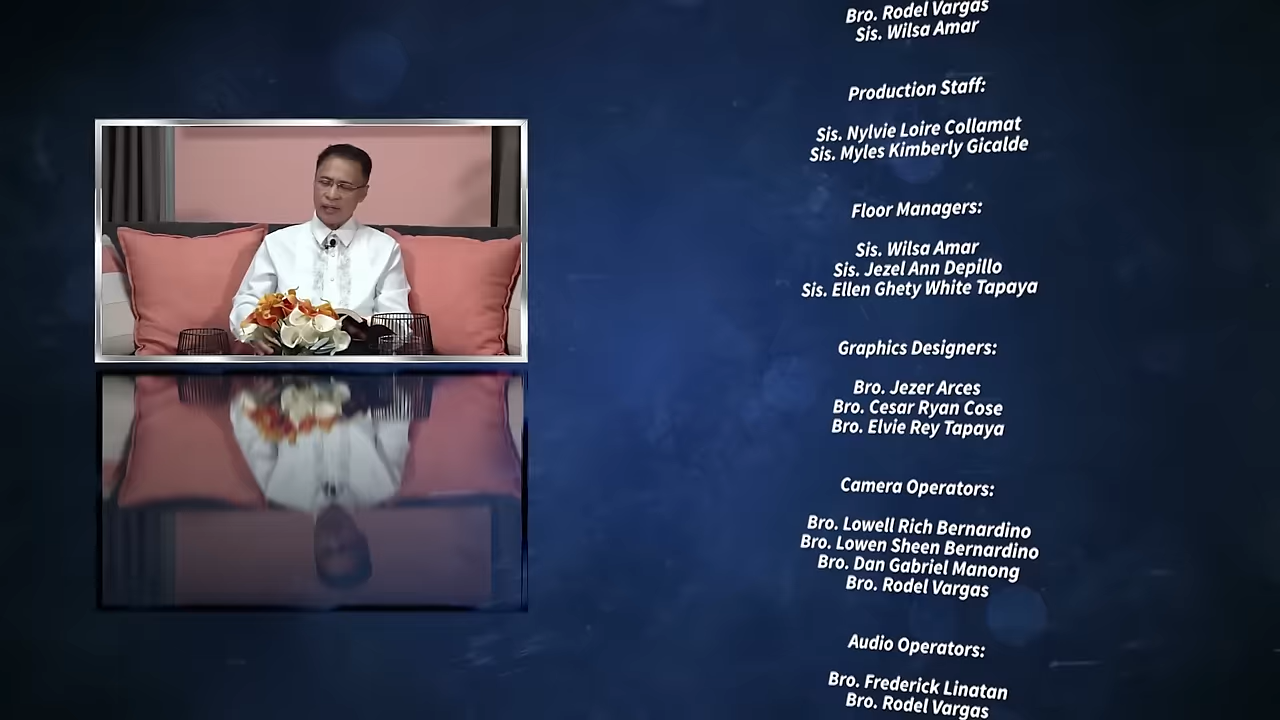 Bro. Rodel Vargas
Sis. Wilsa Amar
Production Staff:
Sis. Nylvie Loire Collamat
Sis. Myles Kimberly Gicalde
Floor Managers:
Sis. Wilsa Amar
Sis. Jezel Ann Depillo
Sis. Ellen Ghety White Tapaya
Graphics Designers:
Bro. Jezer Arces
Bro. Cesar Ryan Cose
Bro. Elvie Rey Tapaya
Camera Operators:
Bro. Lowell Rich Bernardino
Bro. Lowen Sheen Bernardino
Bro. Dan Gabriel Manong
Bro. Rodel Vargas
Audio Operators:
Bro. Frederick Linatan
Bro. Rodel Vargas